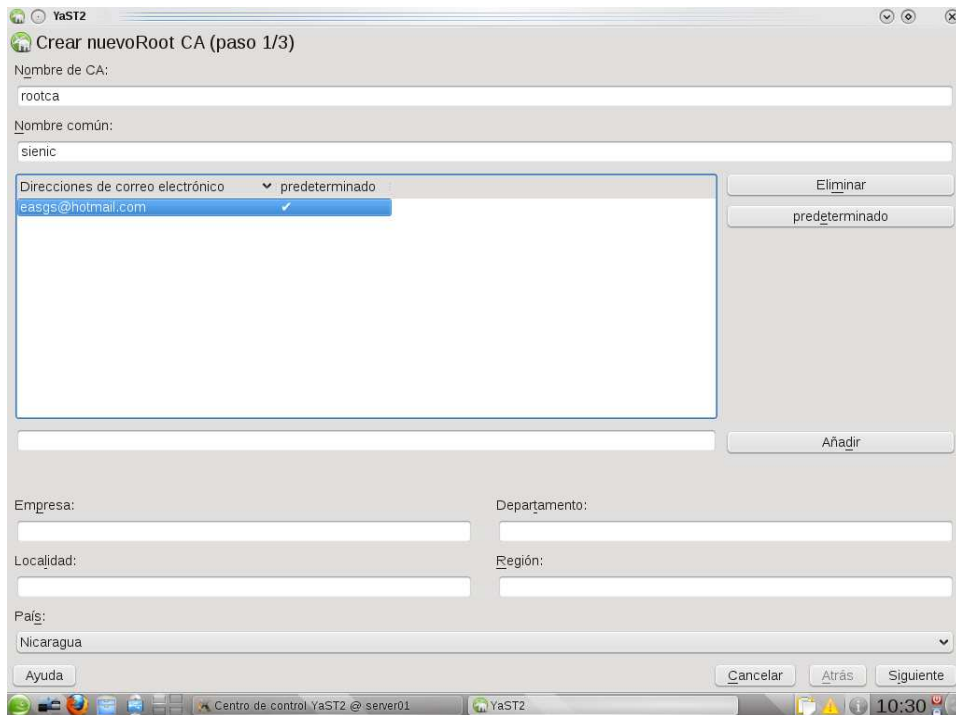 YaST2
Crear nuevoRoot CA (paso 1/3)
Nombre de CA:
rootca
Nombre común:
sienic
Direcciones de correo electrónico predeterminado
easgs@hotmail.com ✔
Eliminar
predeterminado
Añadir
Empresa:
Departamento:
Localidad:
Región:
País:
Nicaragua
Ayuda
Cancelar
Atrás
Siguiente
Centro de control YaST2 @ server01
YaST2
10:30